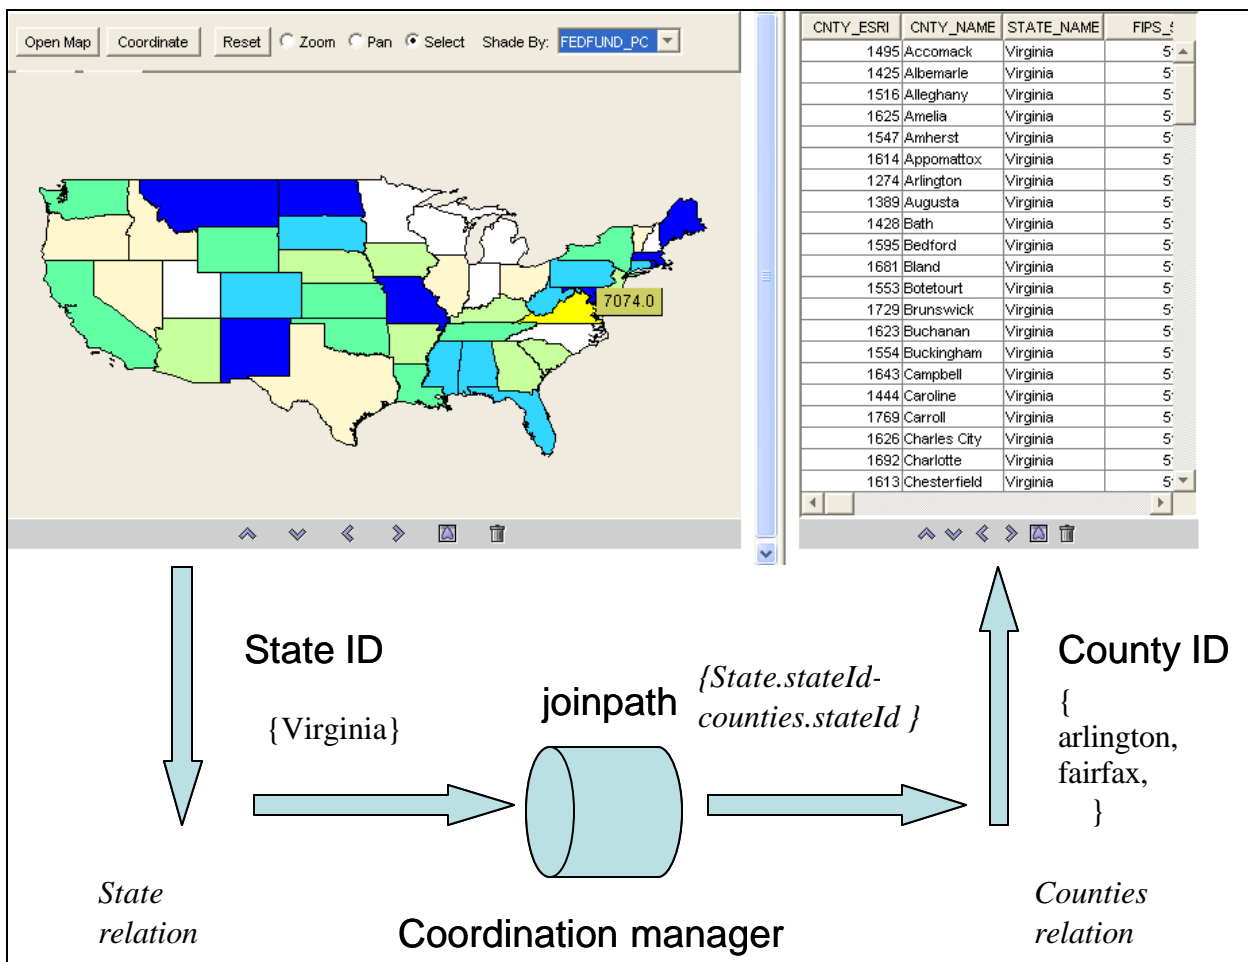 Open Map Coordinate Reset Zoom Pan Select Shade By: FEDFUND_PC
7074.0
CNTY_ESRI CNTY_NAME STATE_NAME
1495 Accomack Virginia
1425 Albemarle Virginia
1516 Alleghany Virginia
1625 Amelia Virginia
1547 Amherst Virginia
1614 Appomattox Virginia
1274 Arlington Virginia
1389 Augusta Virginia
1428 Bath Virginia
1595 Bedford Virginia
1681 Bland Virginia
1553 Botetourt Virginia
1729 Brunswick Virginia
1623 Buchanan Virginia
1554 Buckingham Virginia
1643 Campbell Virginia
1444 Caroline Virginia
1769 Carroll Virginia
1626 Charles City Virginia
1692 Charlotte Virginia
1613 Chesterfield Virginia
State ID
{Virginia}
joinpath
{State.stateId-
counties.stateId }
County ID
{
arlington,
fairfax,
}
State
relation
Coordination manager
Counties
relation